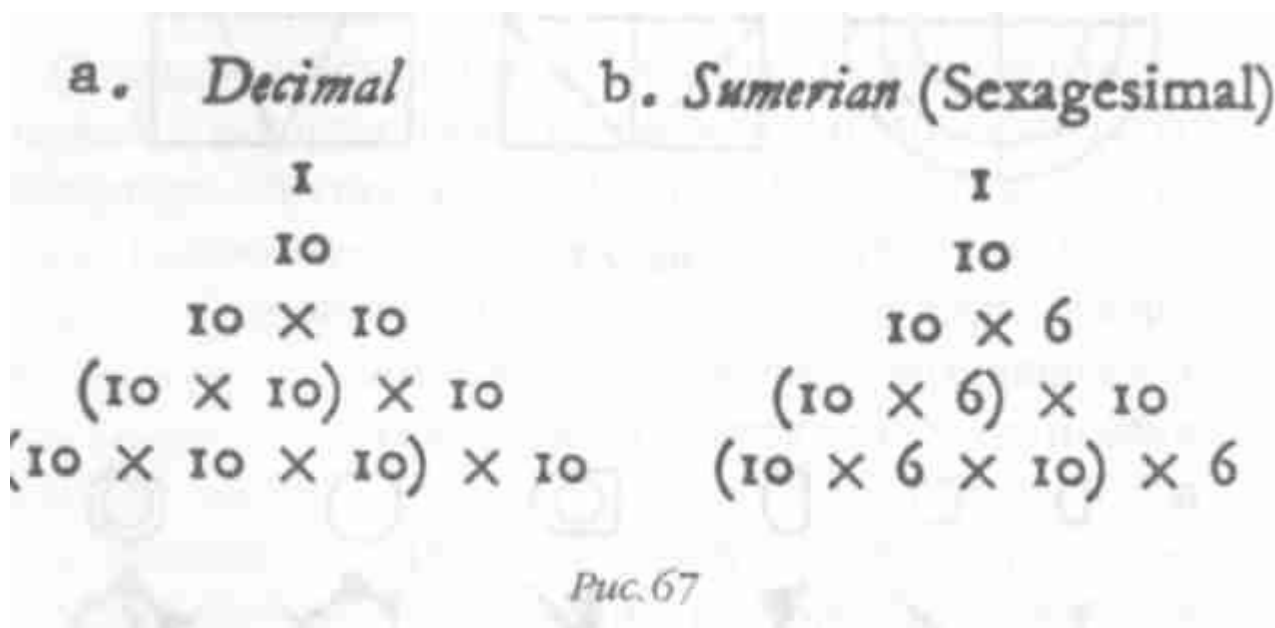 a. Decimal
1
10
10 × 10
(10 × 10) × 10
(10 × 10 × 10) × 10
b. Sumerian (Sexagesimal)
1
10
10 × 6
(10 × 6) × 10
(10 × 6 × 10) × 6
Рис. 67